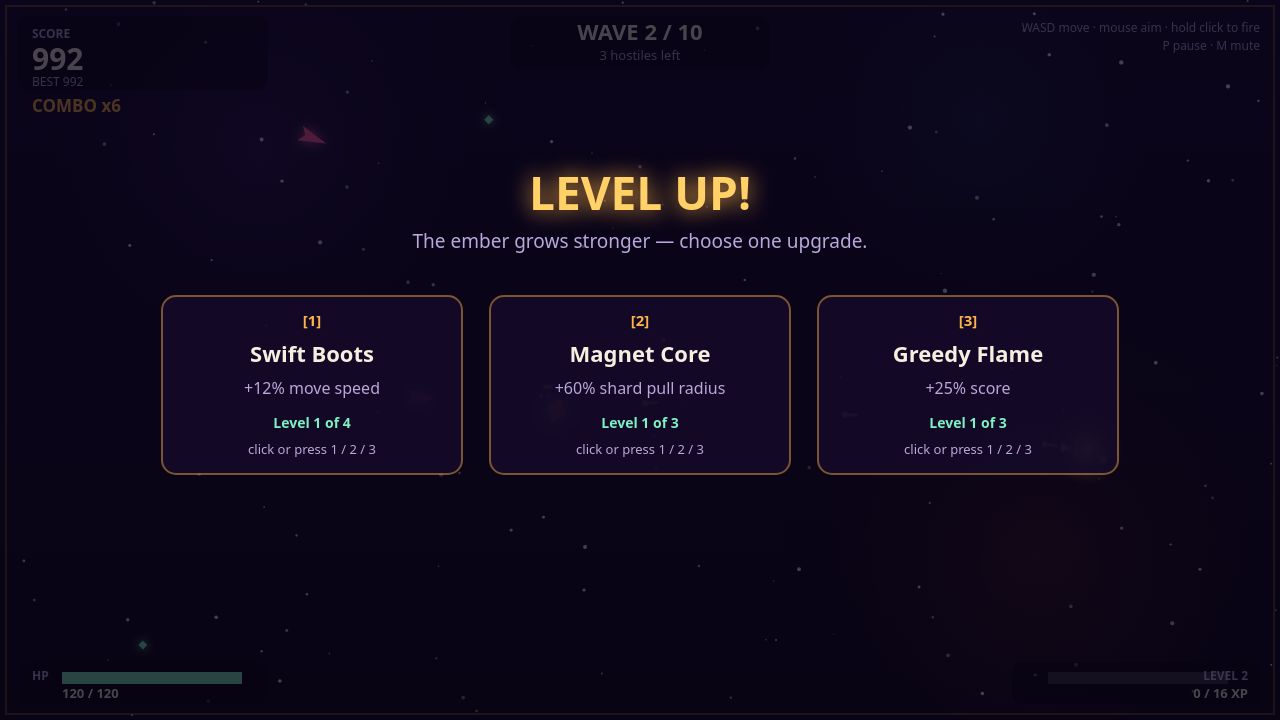 SCORE
992
BEST 992
COMBO x6
WAVE 2 / 10
3 hostiles left
WASD move · mouse aim · hold click to fire
P pause · M mute
LEVEL UP!
The ember grows stronger — choose one upgrade.
[1]
Swift Boots
+12% move speed
Level 1 of 4
click or press 1 / 2 / 3
[2]
Magnet Core
+60% shard pull radius
Level 1 of 3
click or press 1 / 2 / 3
[3]
Greedy Flame
+25% score
Level 1 of 3
click or press 1 / 2 / 3
HP
120 / 120
LEVEL 2
0 / 16 XP